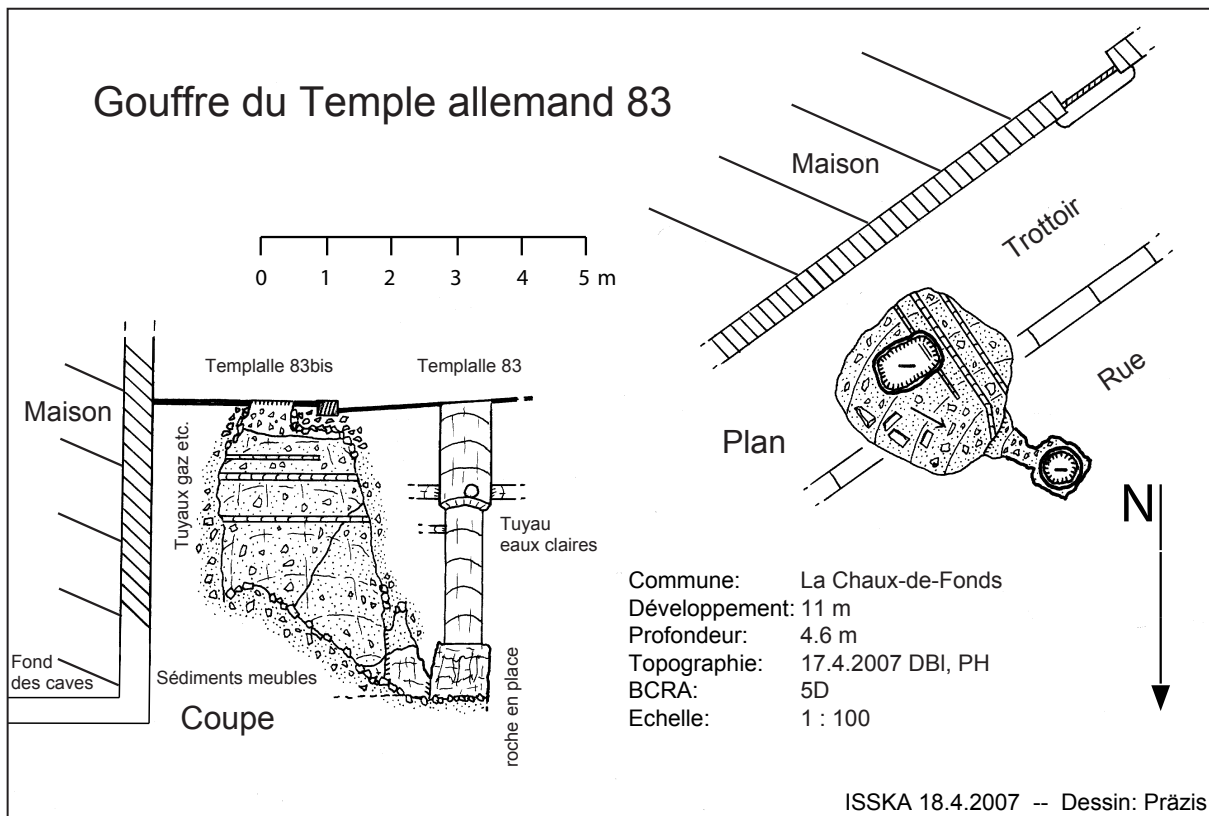 Gouffre du Temple allemand 83
Maison
Trottoir
Rue
Plan
N
0 1 2 3 4 5 m
Templalle 83bis
Templalle 83
Maison
Tuyaux gaz etc.
Tuyau
eaux claires
Fond
des caves
Sédiments meubles
Coupe
roche en place
Commune: La Chaux-de-Fonds
Développement: 11 m
Profondeur: 4.6 m
Topographie: 17.4.2007 DBl, PH
BCRA: 5D
Echelle: 1 : 100
ISSKA 18.4.2007 -- Dessin: Präzis